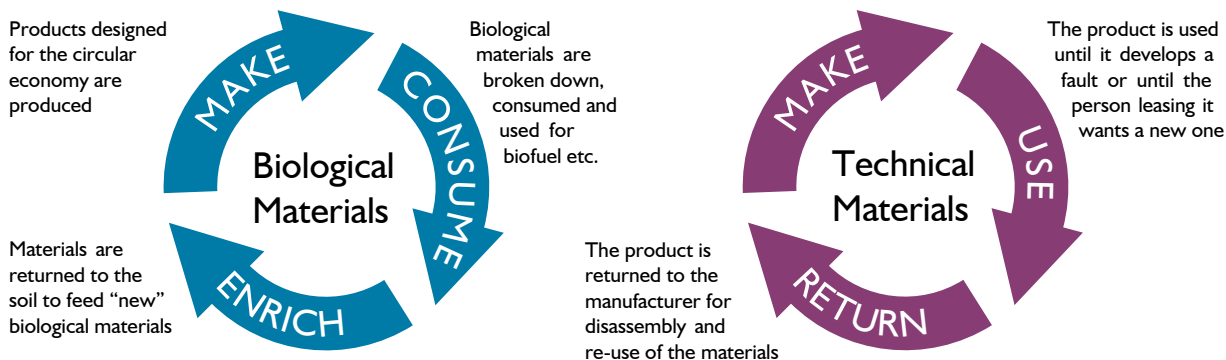 Products designed
for the circular
economy are
produced
MAKE
Biological
materials are
broken down,
consumed and
used for
biofuel etc.
CONSUME
Biological
Materials
Materials are
returned to the
soil to feed “new”
biological materials
ENRICH
MAKE
The product is used
until it develops a
fault or until the
person leasing it
wants a new one
USE
Technical
Materials
The product is
returned to the
manufacturer for
disassembly and
re-use of the materials
RETURN